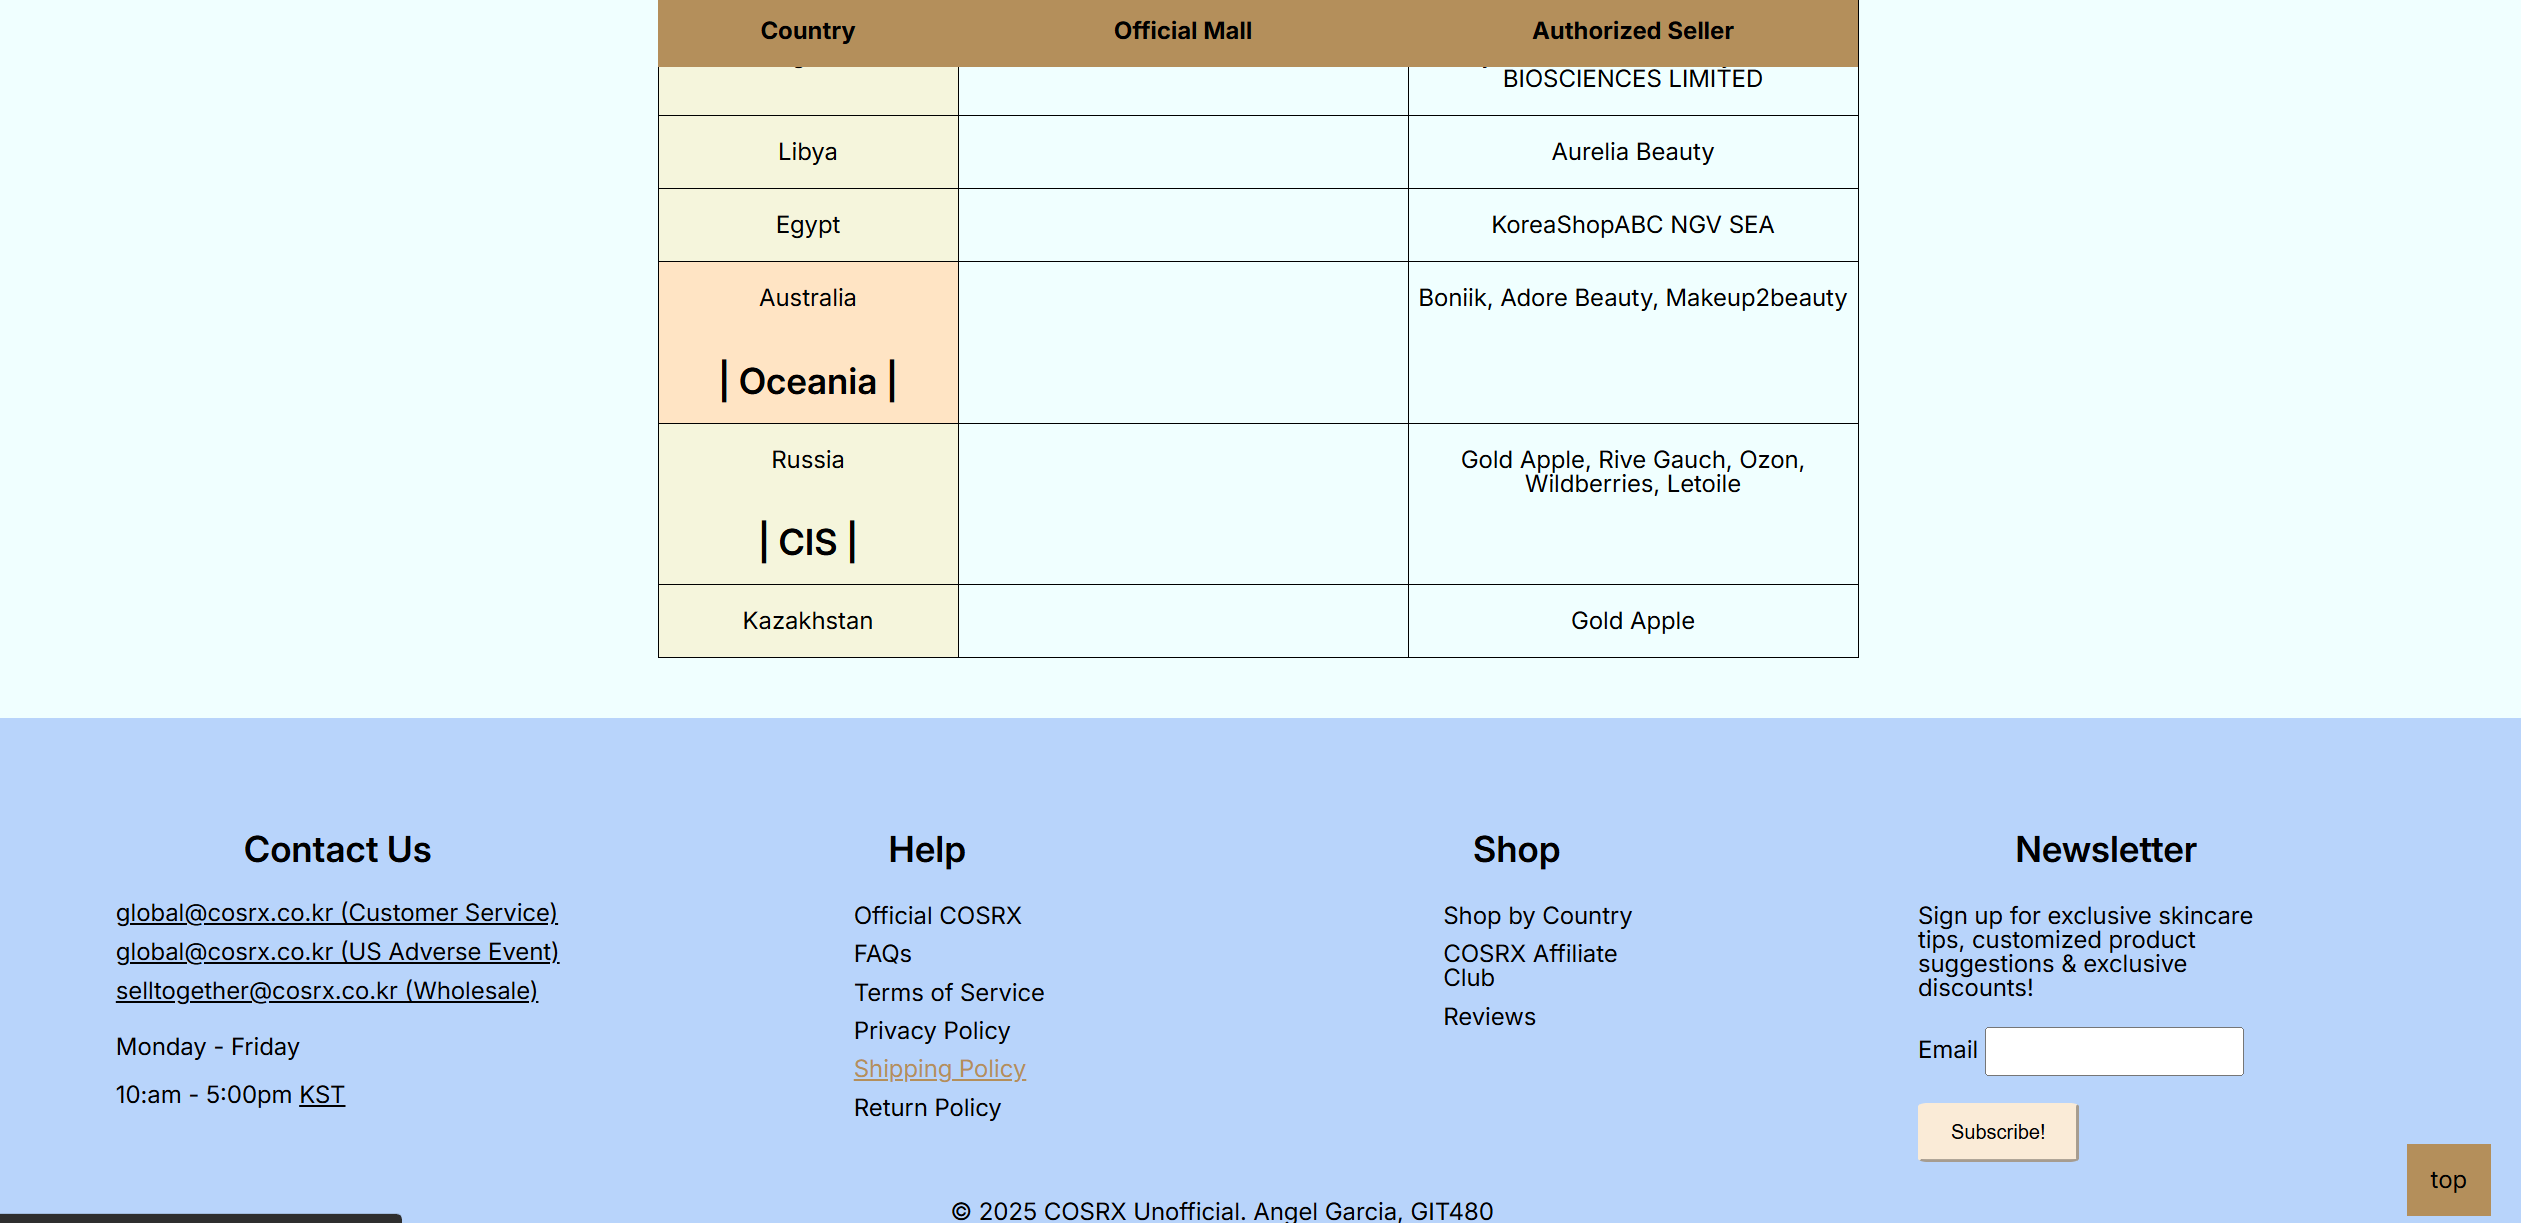 Country Official Mall Authorized Seller
BIOSCIENCES LIMITED
Libya Aurelia Beauty
Egypt KoreaShopABC NGV SEA
Australia Boniik, Adore Beauty, Makeup2beauty
| Oceania |
Russia Gold Apple, Rive Gauch, Ozon,
Wildberries, Letoile
| CIS |
Kazakhstan Gold Apple
Contact Us
global@cosrx.co.kr (Customer Service)
global@cosrx.co.kr (US Adverse Event)
selltogether@cosrx.co.kr (Wholesale)
Monday - Friday
10:am - 5:00pm KST
Help
Official COSRX
FAQs
Terms of Service
Privacy Policy
Shipping Policy
Return Policy
Shop
Shop by Country
COSRX Affiliate
Club
Reviews
Newsletter
Sign up for exclusive skincare
tips, customized product
suggestions & exclusive
discounts!
Email
Subscribe!
top
© 2025 COSRX Unofficial. Angel Garcia, GIT480